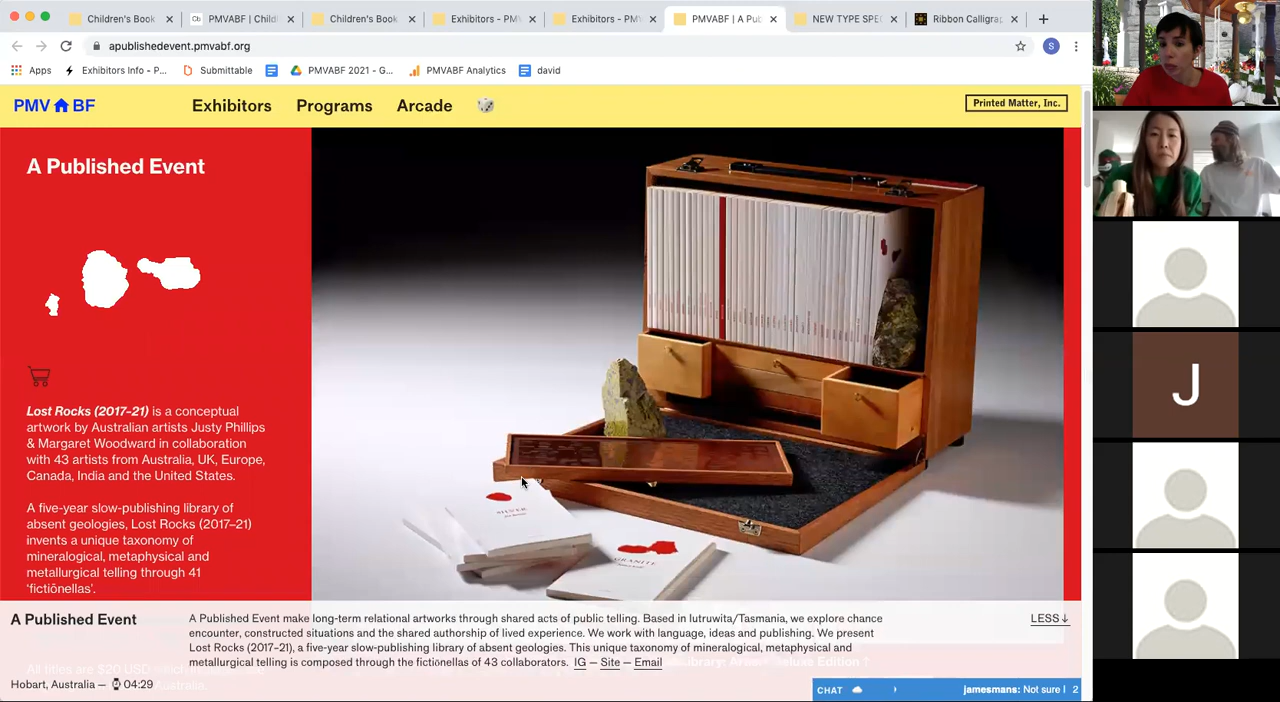 Children's Book
PMVABF | Chil
Children's Book
Exhibitors - PM
Exhibitors - PM
PMVABF | A Pu
NEW TYPE SPE
Ribbon Calligra
apublishedevent.pmvabf.org
S
Apps
Exhibitors Info - P...
Submittable
PMVABF 2021 - G...
PMVABF Analytics
david
PMV BF
Exhibitors
Programs
Arcade
Printed Matter, Inc.
A Published Event
Lost Rocks (2017–21) is a conceptual
artwork by Australian artists Justy Phillips
& Margaret Woodward in collaboration
with 43 artists from Australia, UK, Europe,
Canada, India and the United States.
A five-year slow-publishing library of
absent geologies, Lost Rocks (2017–21)
invents a unique taxonomy of
mineralogical, metaphysical and
metallurgical telling through 41
‘fictiōnellas’.
SILVER
GRANITE
J
A Published Event
A Published Event make long-term relational artworks through shared acts of public telling. Based in lutruwita/Tasmania, we explore chance
encounter, constructed situations and the shared authorship of lived experience. We work with language, ideas and publishing. We present
Lost Rocks (2017–21), a five-year slow-publishing library of absent geologies. This unique taxonomy of mineralogical, metaphysical and
metallurgical telling is composed through the fictiōnellas of 43 collaborators. IG — Site — Email
LESS↓
Hobart, Australia — 04:29
CHAT
jamesmans: Not sure I 2